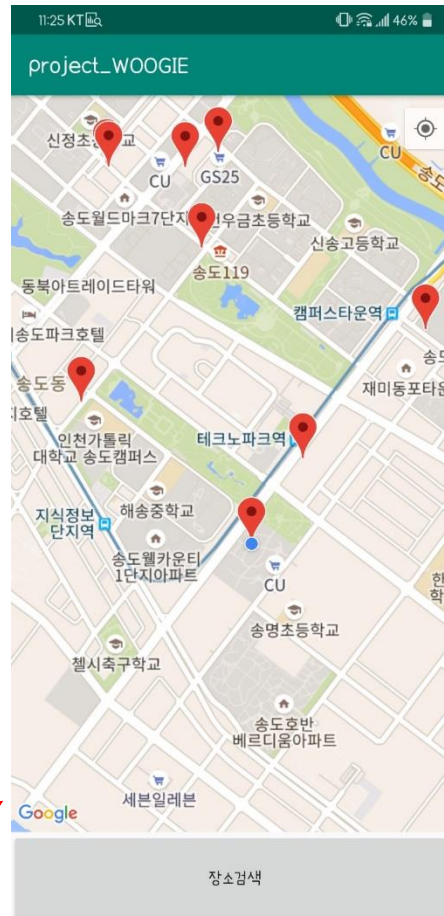 11:25 KT
46%
project_WOOGIE
신정초
교
CU
CU
GS25
송도월드마크7단지
우금초등학교
신송고등학교
송도119
동북아트레이드타워
캠퍼스타운역
송도파크호텔
송도
송도동
재미동포타운
호텔
인천가톨릭
대학교 송도캠퍼스
테크노파크역
해송중학교
지식정보
단지역
송도웰카운티
1단지아파트
CU
한
학
송명초등학교
첼시축구학교
송도호반
베르디움아파트
세븐일레븐
Google
장소검색